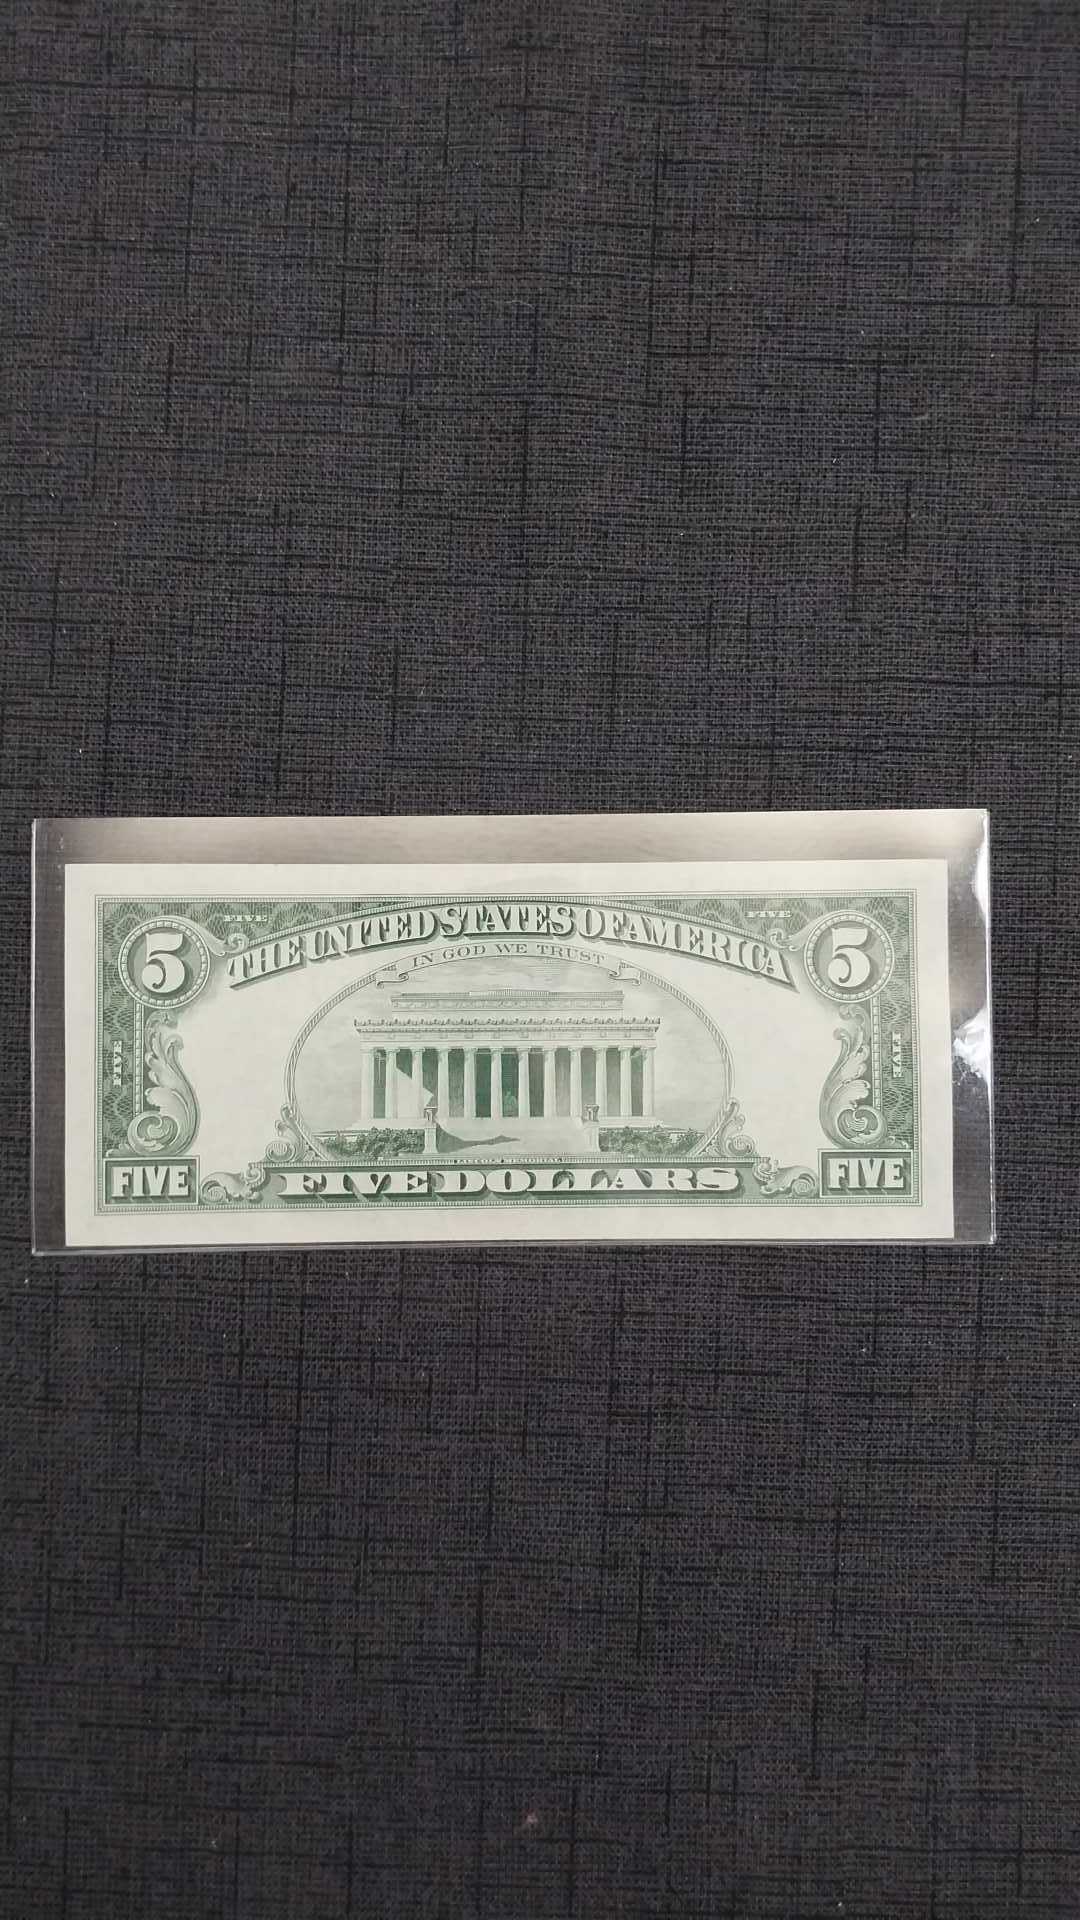 FIVE FIVE
5 THE UNITED STATES OF AMERICA 5
IN GOD WE TRUST
FIVE FIVE
LINCOLN MEMORIAL
FIVE FIVE DOLLARS FIVE